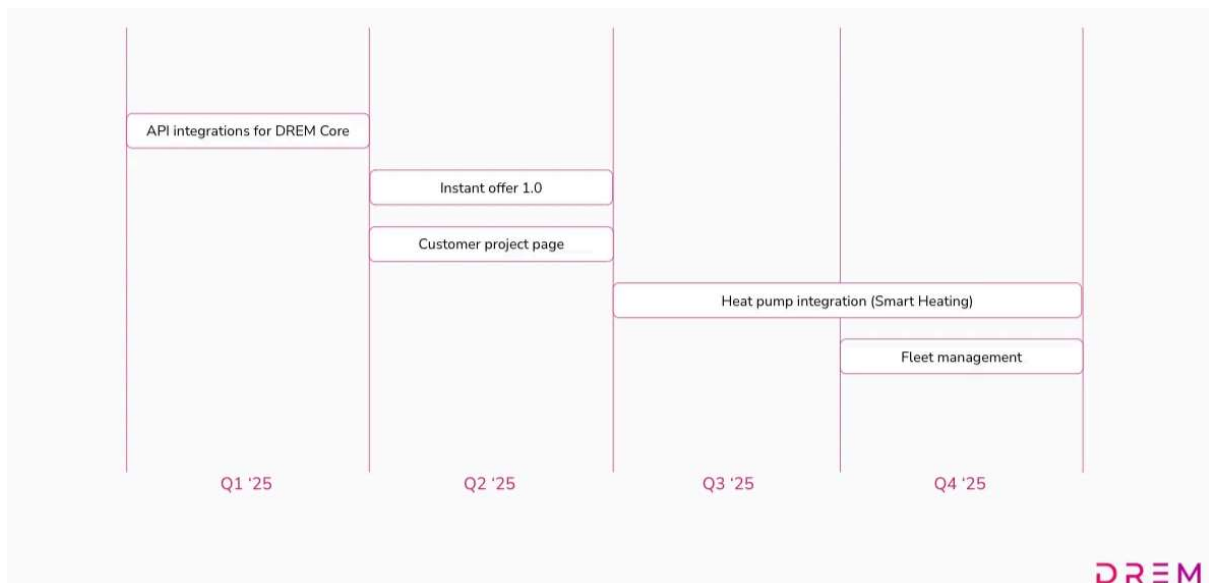 API integrations for DREM Core
Instant offer 1.0
Customer project page
Heat pump integration (Smart Heating)
Fleet management
Q1 ‘25
Q2 ‘25
Q3 ‘25
Q4 ‘25
DREM